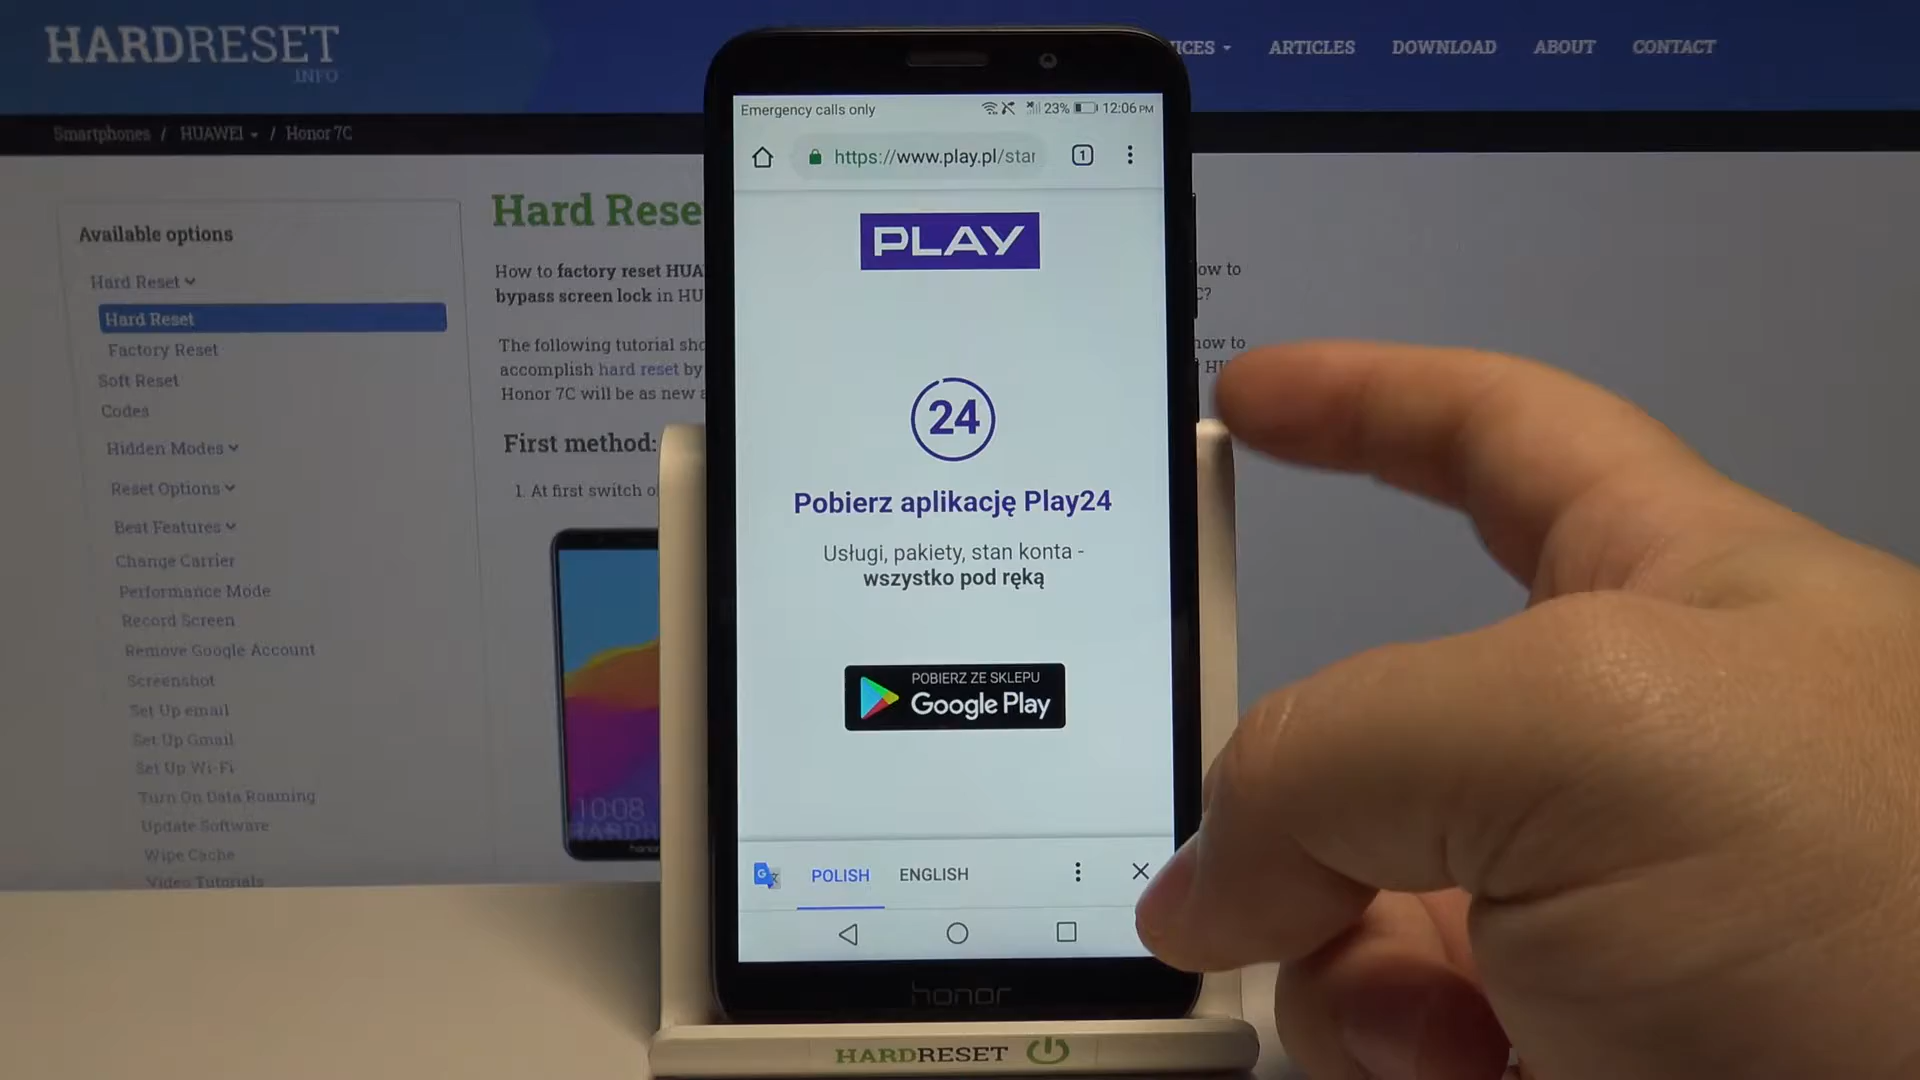 HARDRESET
.INFO
ICES
ARTICLES
DOWNLOAD
ABOUT
CONTACT
Smartphones / HUAWEI / Honor 7C
Available options
Hard Reset
Hard Reset
Factory Reset
Soft Reset
Codes
Hidden Modes
Reset Options
Best Features
Change Carrier
Performance Mode
Record Screen
Remove Google Account
Screenshot
Set Up email
Set Up Gmail
Set Up Wi-Fi
Turn On Data Roaming
Update Software
Wipe Cache
Video Tutorials
Hard Rese
How to factory reset HUA
bypass screen lock in HU
The following tutorial sho
accomplish hard reset by
Honor 7C will be as new a
First method:
1. At first switch o
10:08
honor
ow to
C?
how to
Emergency calls only
23%
12:06 PM
https://www.play.pl/star
1
PLAY
24
Pobierz aplikację Play24
Usługi, pakiety, stan konta -
wszystko pod ręką
POBIERZ ZE SKLEPU
Google Play
POLISH
ENGLISH
honor
HARDRESET